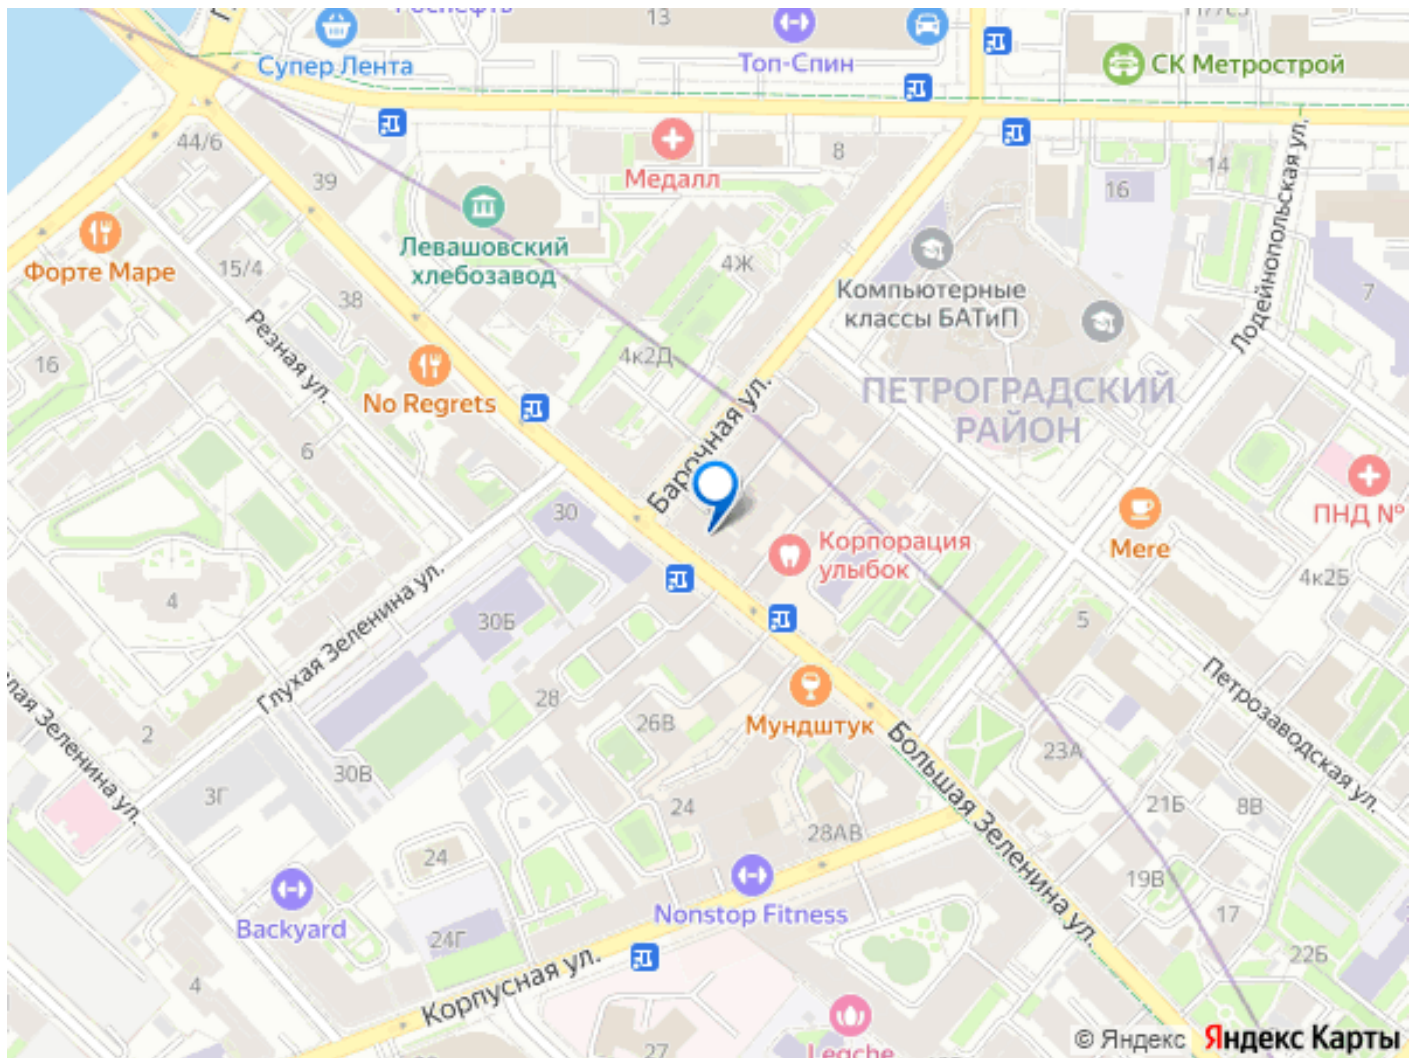 13
Супер Лента
Топ-Спин
СК Метрострой
44/6
39
Медалл
8
14
16
Лодейнопольская ул.
Форте Маре
15/4
Левашовский
хлебозавод
4Ж
Компьютерные
классы БАТиП
7
38
Резная ул.
16
4к2Д
No Regrets
ПЕТРОГРАДСКИЙ
РАЙОН
6
Барочная ул.
30
ПНД №
Mere
Корпорация
улыбок
4к2Б
4
30Б
5
Глухая Зеленина ул.
28
26В
Мундштук
Петрозаводская ул.
лая Зеленина ул.
2
Большая Зеленина ул.
23А
30В
3Г
24
28АВ
21Б
8В
24
19В
Backyard
Nonstop Fitness
17
24Г
22Б
4
Корпусная ул.
27
Legche
© Яндекс Яндекс Карты